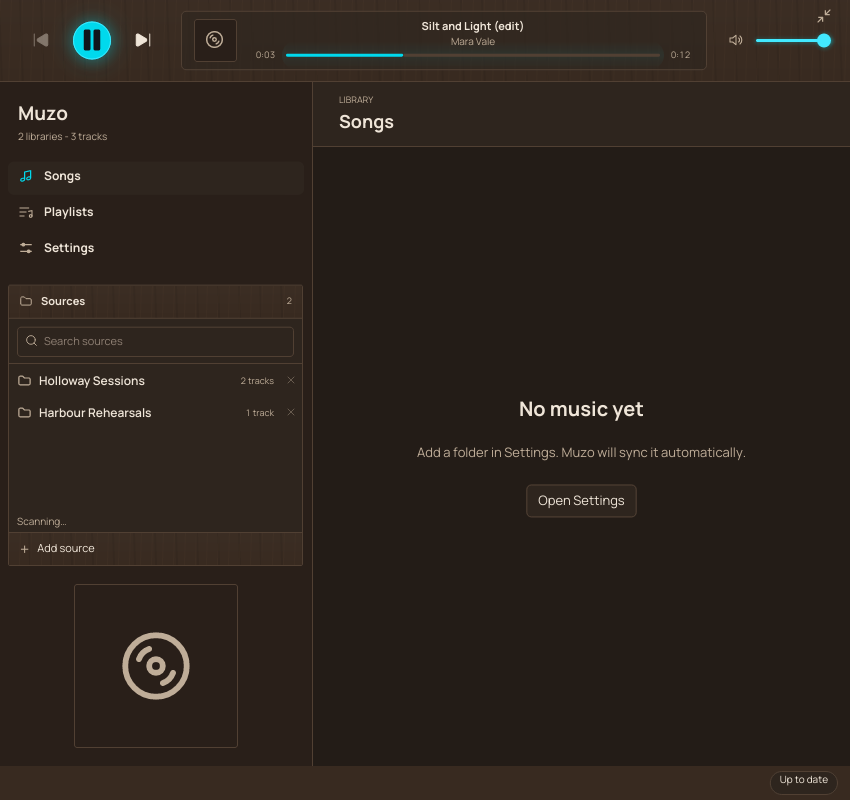 Silt and Light (edit)
Mara Vale
0:03
0:12
Muzo
2 libraries - 3 tracks
Songs
Playlists
Settings
Sources
2
Search sources
Holloway Sessions
2 tracks
Harbour Rehearsals
1 track
Scanning...
Add source
LIBRARY
Songs
No music yet
Add a folder in Settings. Muzo will sync it automatically.
Open Settings
Up to date